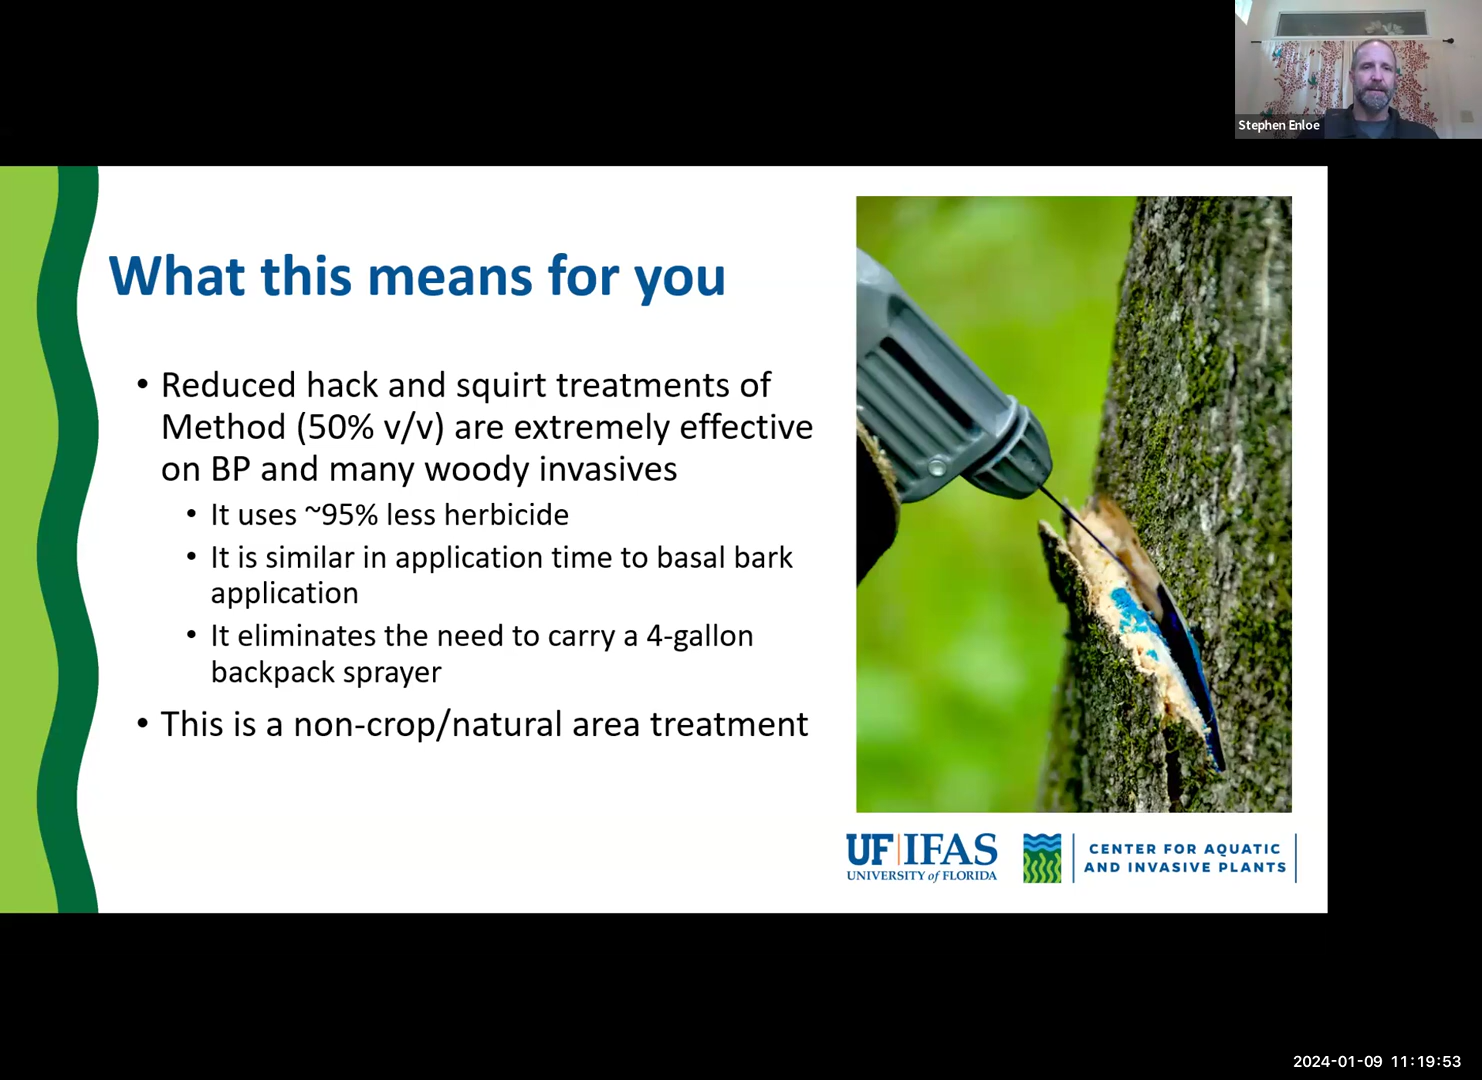 Stephen Enloe
What this means for you
• Reduced hack and squirt treatments of
Method (50% v/v) are extremely effective
on BP and many woody invasives
• It uses ~95% less herbicide
• It is similar in application time to basal bark
application
• It eliminates the need to carry a 4-gallon
backpack sprayer
• This is a non-crop/natural area treatment
UF|IFAS
UNIVERSITY of FLORIDA
CENTER FOR AQUATIC
AND INVASIVE PLANTS
2024-01-09 11:19:53